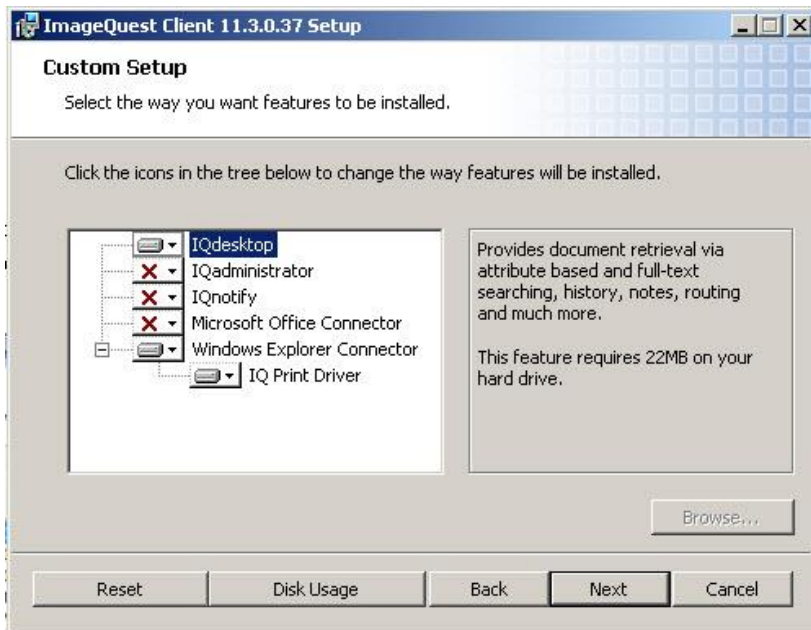 ImageQuest Client 11.3.0.37 Setup
Custom Setup
Select the way you want features to be installed.
Click the icons in the tree below to change the way features will be installed.
IQdesktop
IQadministrator
IQnotify
Microsoft Office Connector
Windows Explorer Connector
IQ Print Driver
Provides document retrieval via
attribute based and full-text
searching, history, notes, routing
and much more.
This feature requires 22MB on your
hard drive.
Browse...
Reset
Disk Usage
Back
Next
Cancel